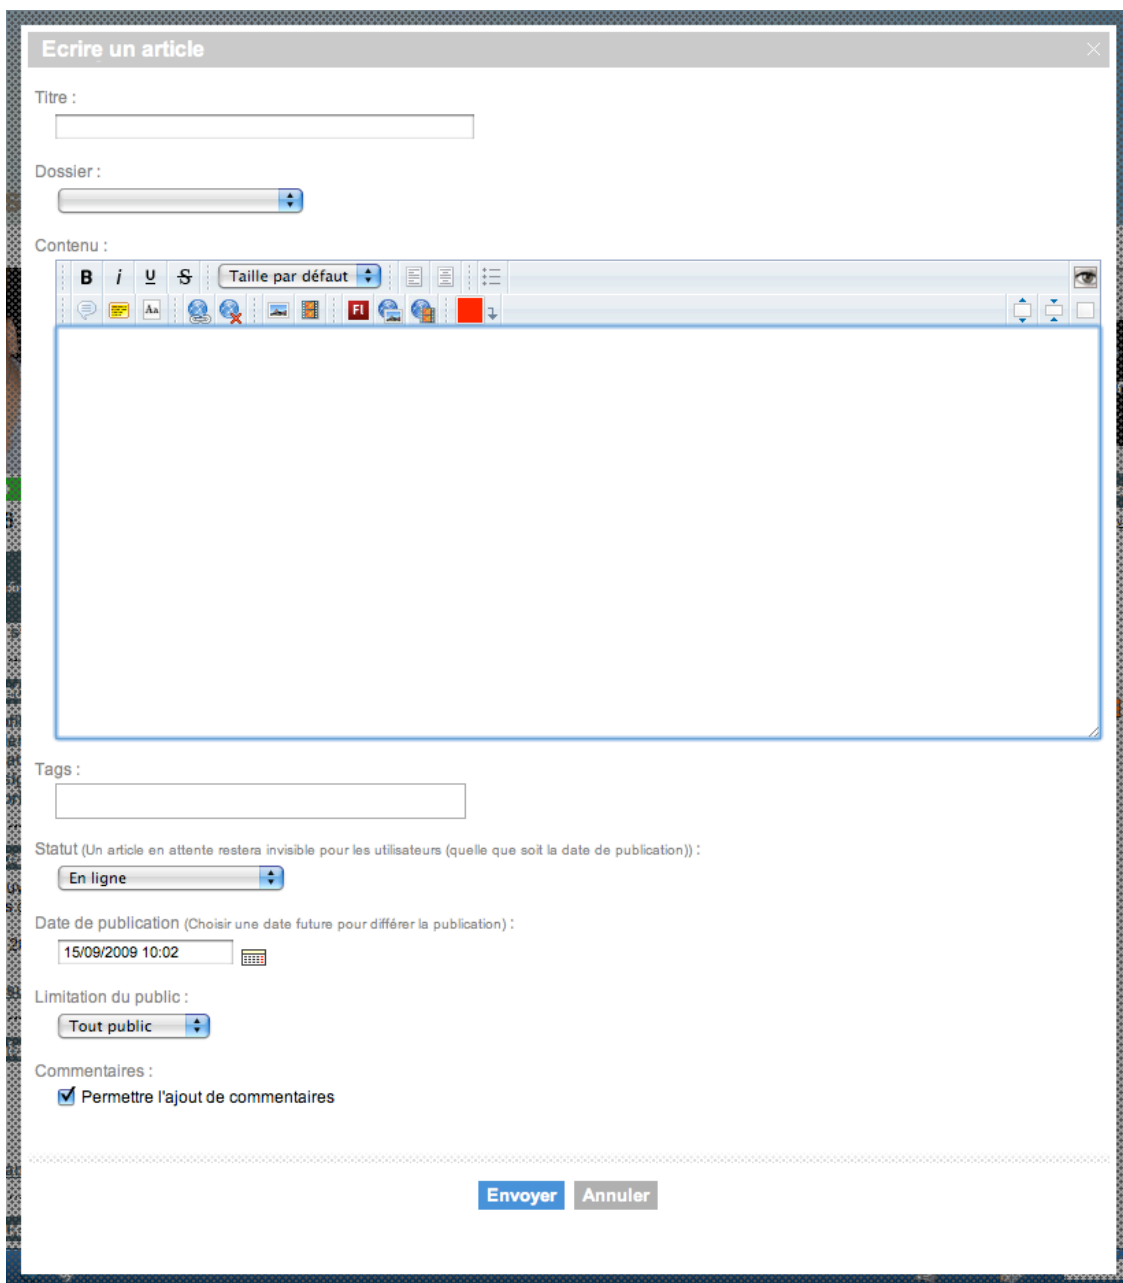 Ecrire un article
Titre :
Dossier :
Contenu :
B i U S Taille par défaut
Aa Fl
Tags :
Statut (Un article en attente restera invisible pour les utilisateurs (quelle que soit la date de publication)) :
En ligne
Date de publication (Choisir une date future pour différer la publication) :
15/09/2009 10:02
Limitation du public :
Tout public
Commentaires :
Permettre l'ajout de commentaires
Envoyer Annuler